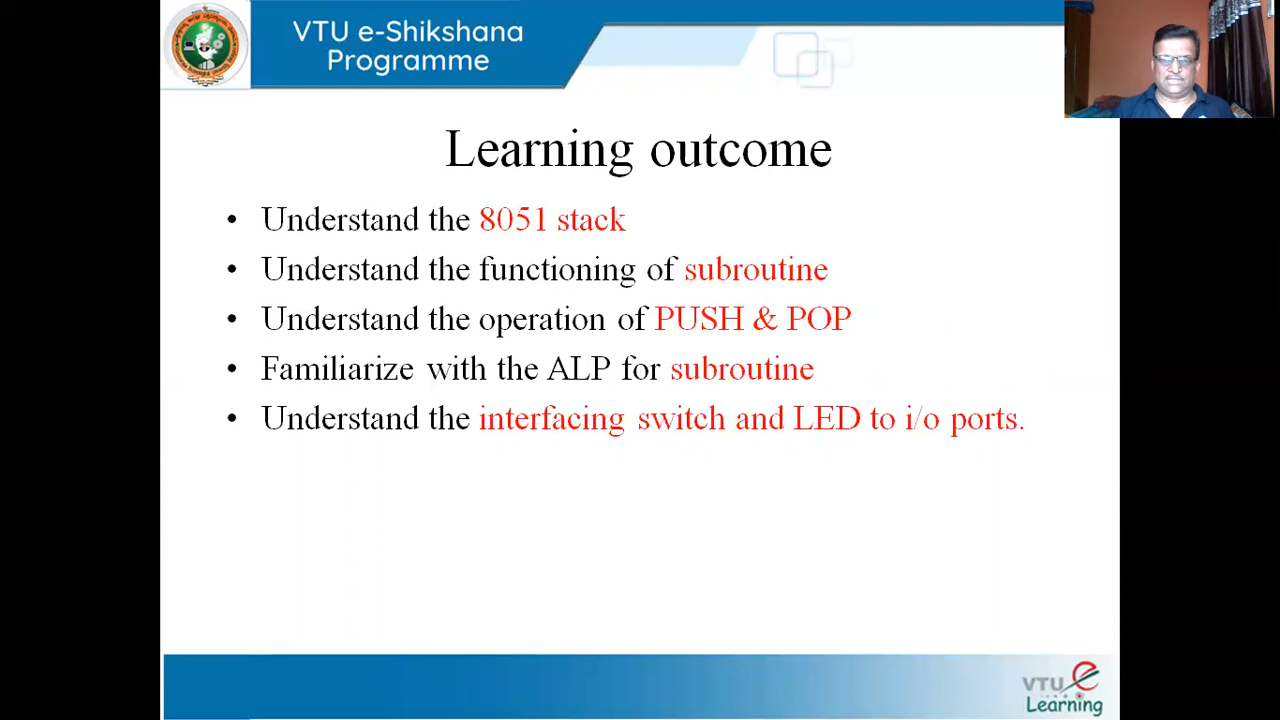 VTU e-Shikshana
Programme
Learning outcome
• Understand the 8051 stack
• Understand the functioning of subroutine
• Understand the operation of PUSH & POP
• Familiarize with the ALP for subroutine
• Understand the interfacing switch and LED to i/o ports.
VTU e
Learning